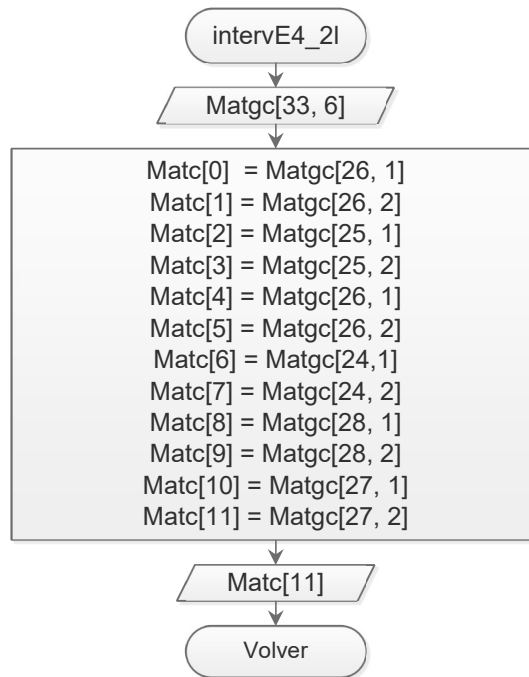 intervE4_2I
Matgc[33, 6]
Matc[0] = Matgc[26, 1]
Matc[1] = Matgc[26, 2]
Matc[2] = Matgc[25, 1]
Matc[3] = Matgc[25, 2]
Matc[4] = Matgc[26, 1]
Matc[5] = Matgc[26, 2]
Matc[6] = Matgc[24,1]
Matc[7] = Matgc[24, 2]
Matc[8] = Matgc[28, 1]
Matc[9] = Matgc[28, 2]
Matc[10] = Matgc[27, 1]
Matc[11] = Matgc[27, 2]
Matc[11]
Volver